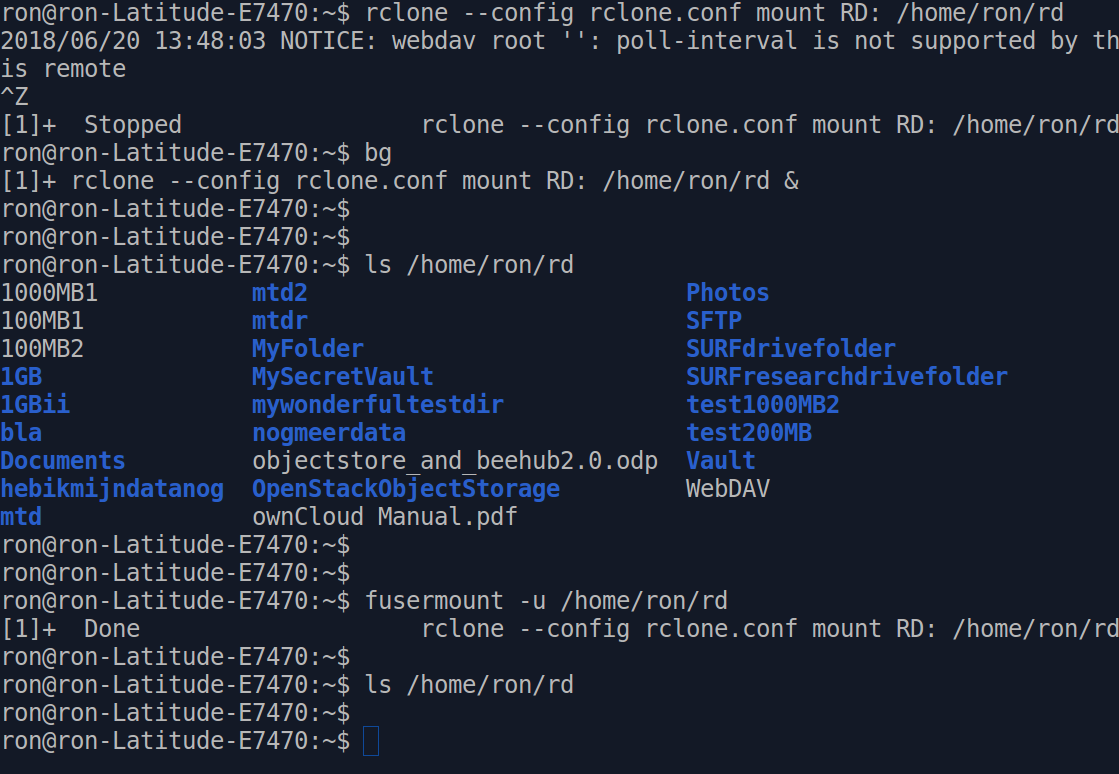 ron@ron-Latitude-E7470:~$ rclone --config rclone.conf mount RD: /home/ron/rd
2018/06/20 13:48:03 NOTICE: webdav root '': poll-interval is not supported by th
is remote
^Z
[1]+  Stopped                 rclone --config rclone.conf mount RD: /home/ron/rd
ron@ron-Latitude-E7470:~$ bg
[1]+ rclone --config rclone.conf mount RD: /home/ron/rd &
ron@ron-Latitude-E7470:~$
ron@ron-Latitude-E7470:~$
ron@ron-Latitude-E7470:~$ ls /home/ron/rd
1000MB1           mtd2                           Photos
100MB1            mtdr                           SFTP
100MB2            MyFolder                       SURFdrivefolder
1GB               MySecretVault                  SURFresearchdrivefolder
1GBii             mywonderfultestdir             test1000MB2
bla               nogmeerdata                    test200MB
Documents         objectstore_and_beehub2.0.odp  Vault
hebikmijndatanog  OpenStackObjectStorage         WebDAV
mtd               ownCloud Manual.pdf
ron@ron-Latitude-E7470:~$
ron@ron-Latitude-E7470:~$
ron@ron-Latitude-E7470:~$ fusermount -u /home/ron/rd
[1]+  Done                    rclone --config rclone.conf mount RD: /home/ron/rd
ron@ron-Latitude-E7470:~$
ron@ron-Latitude-E7470:~$ ls /home/ron/rd
ron@ron-Latitude-E7470:~$
ron@ron-Latitude-E7470:~$